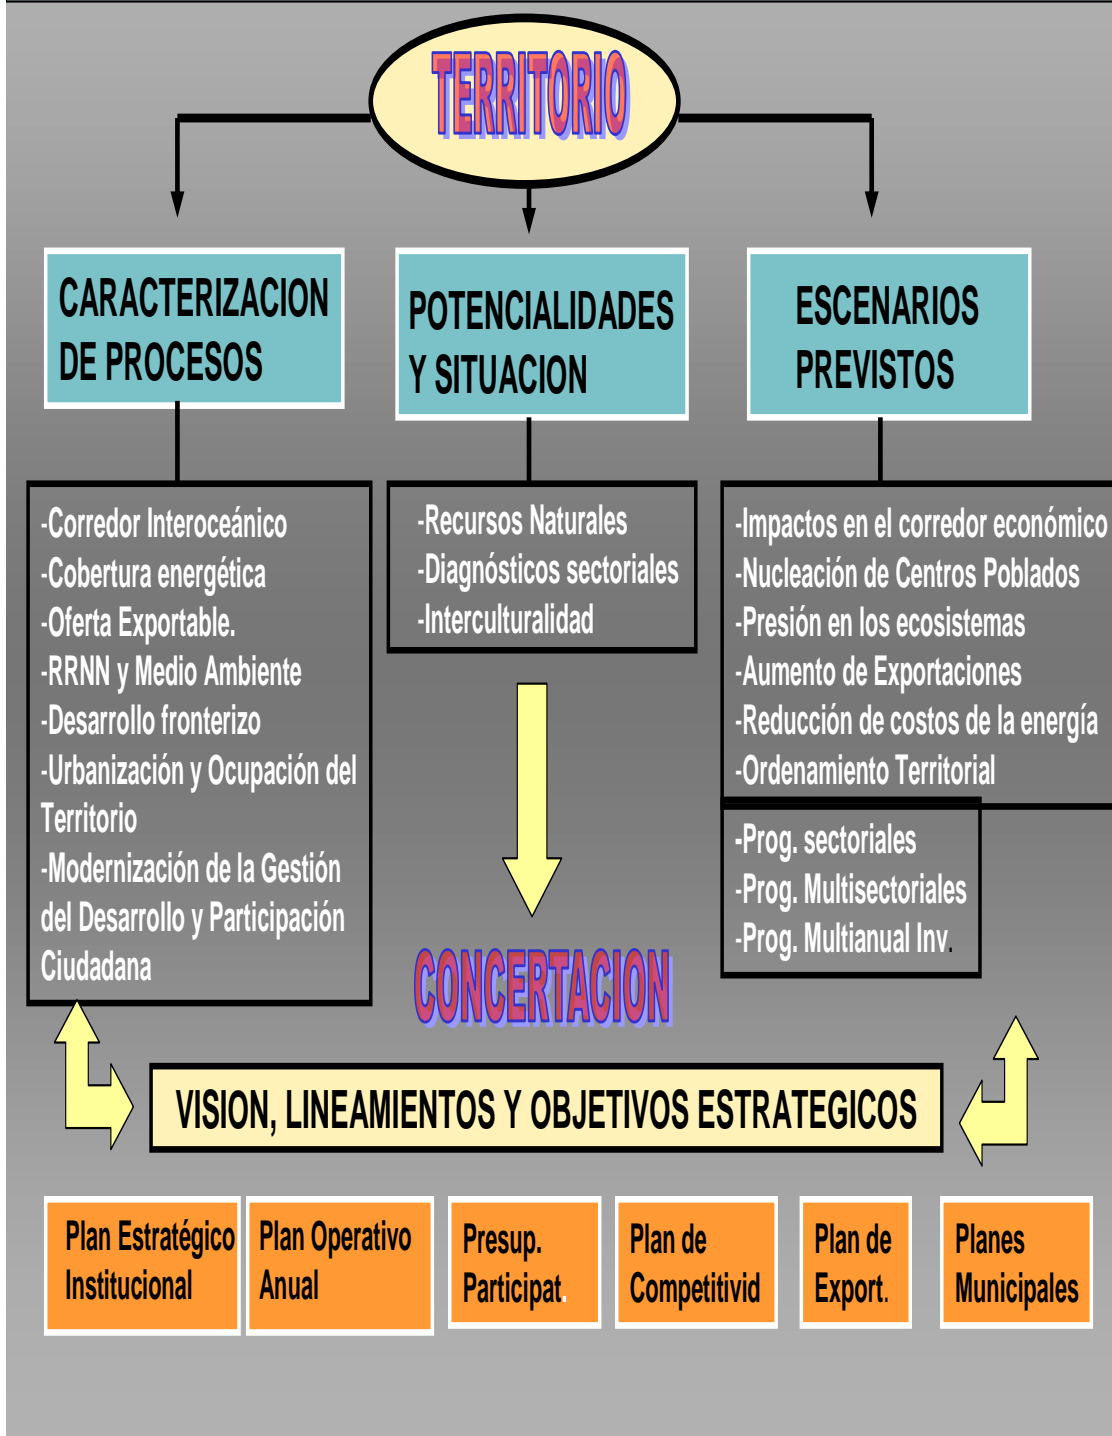 TERRITORIO
CARACTERIZACION
DE PROCESOS
POTENCIALIDADES
Y SITUACION
ESCENARIOS
PREVISTOS
-Corredor Interoceánico
-Cobertura energética
-Oferta Exportable.
-RRNN y Medio Ambiente
-Desarrollo fronterizo
-Urbanización y Ocupación del
Territorio
-Modernización de la Gestión
del Desarrollo y Participación
Ciudadana
-Recursos Naturales
-Diagnósticos sectoriales
-Interculturalidad
-Impactos en el corredor económico
-Nucleación de Centros Poblados
-Presión en los ecosistemas
-Aumento de Exportaciones
-Reducción de costos de la energía
-Ordenamiento Territorial
-Prog. sectoriales
-Prog. Multisectoriales
-Prog. Multianual Inv.
CONCERTACION
VISION, LINEAMIENTOS Y OBJETIVOS ESTRATEGICOS
Plan Estratégico
Institucional
Plan Operativo
Anual
Presup.
Participat.
Plan de
Competitivid
Plan de
Export.
Planes
Municipales